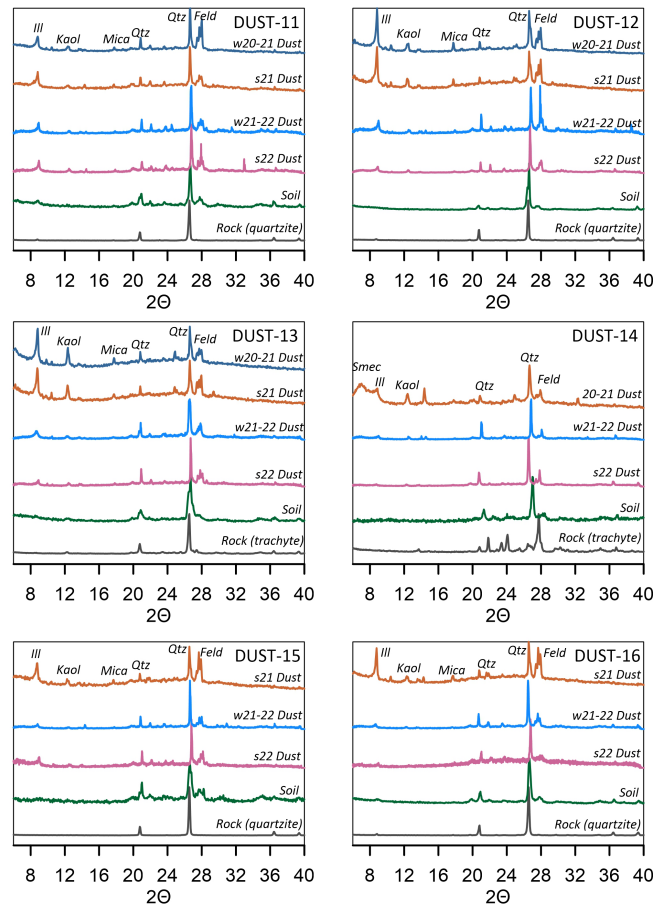 DUST-11
Ill
Kaol
Mica
Qtz
Qtz
Feld
w20-21 Dust
s21 Dust
w21-22 Dust
s22 Dust
Soil
Rock (quartzite)
8 12 16 20 24 28 32 36 40
2Θ
DUST-12
Ill
Kaol
Mica
Qtz
Qtz
Feld
w20-21 Dust
s21 Dust
w21-22 Dust
s22 Dust
Soil
Rock (quartzite)
8 12 16 20 24 28 32 36 40
2Θ
DUST-13
Ill
Kaol
Mica
Qtz
Qtz
Feld
w20-21 Dust
s21 Dust
w21-22 Dust
s22 Dust
Soil
Rock (trachyte)
8 12 16 20 24 28 32 36 40
2Θ
DUST-14
Smec
Ill
Kaol
Qtz
Qtz
Feld
20-21 Dust
w21-22 Dust
s22 Dust
Soil
Rock (trachyte)
8 12 16 20 24 28 32 36 40
2Θ
DUST-15
Ill
Kaol
Mica
Qtz
Qtz
Feld
s21 Dust
w21-22 Dust
s22 Dust
Soil
Rock (quartzite)
8 12 16 20 24 28 32 36 40
2Θ
DUST-16
Ill
Kaol
Mica
Qtz
Qtz
Feld
s21 Dust
w21-22 Dust
s22 Dust
Soil
Rock (quartzite)
8 12 16 20 24 28 32 36 40
2Θ